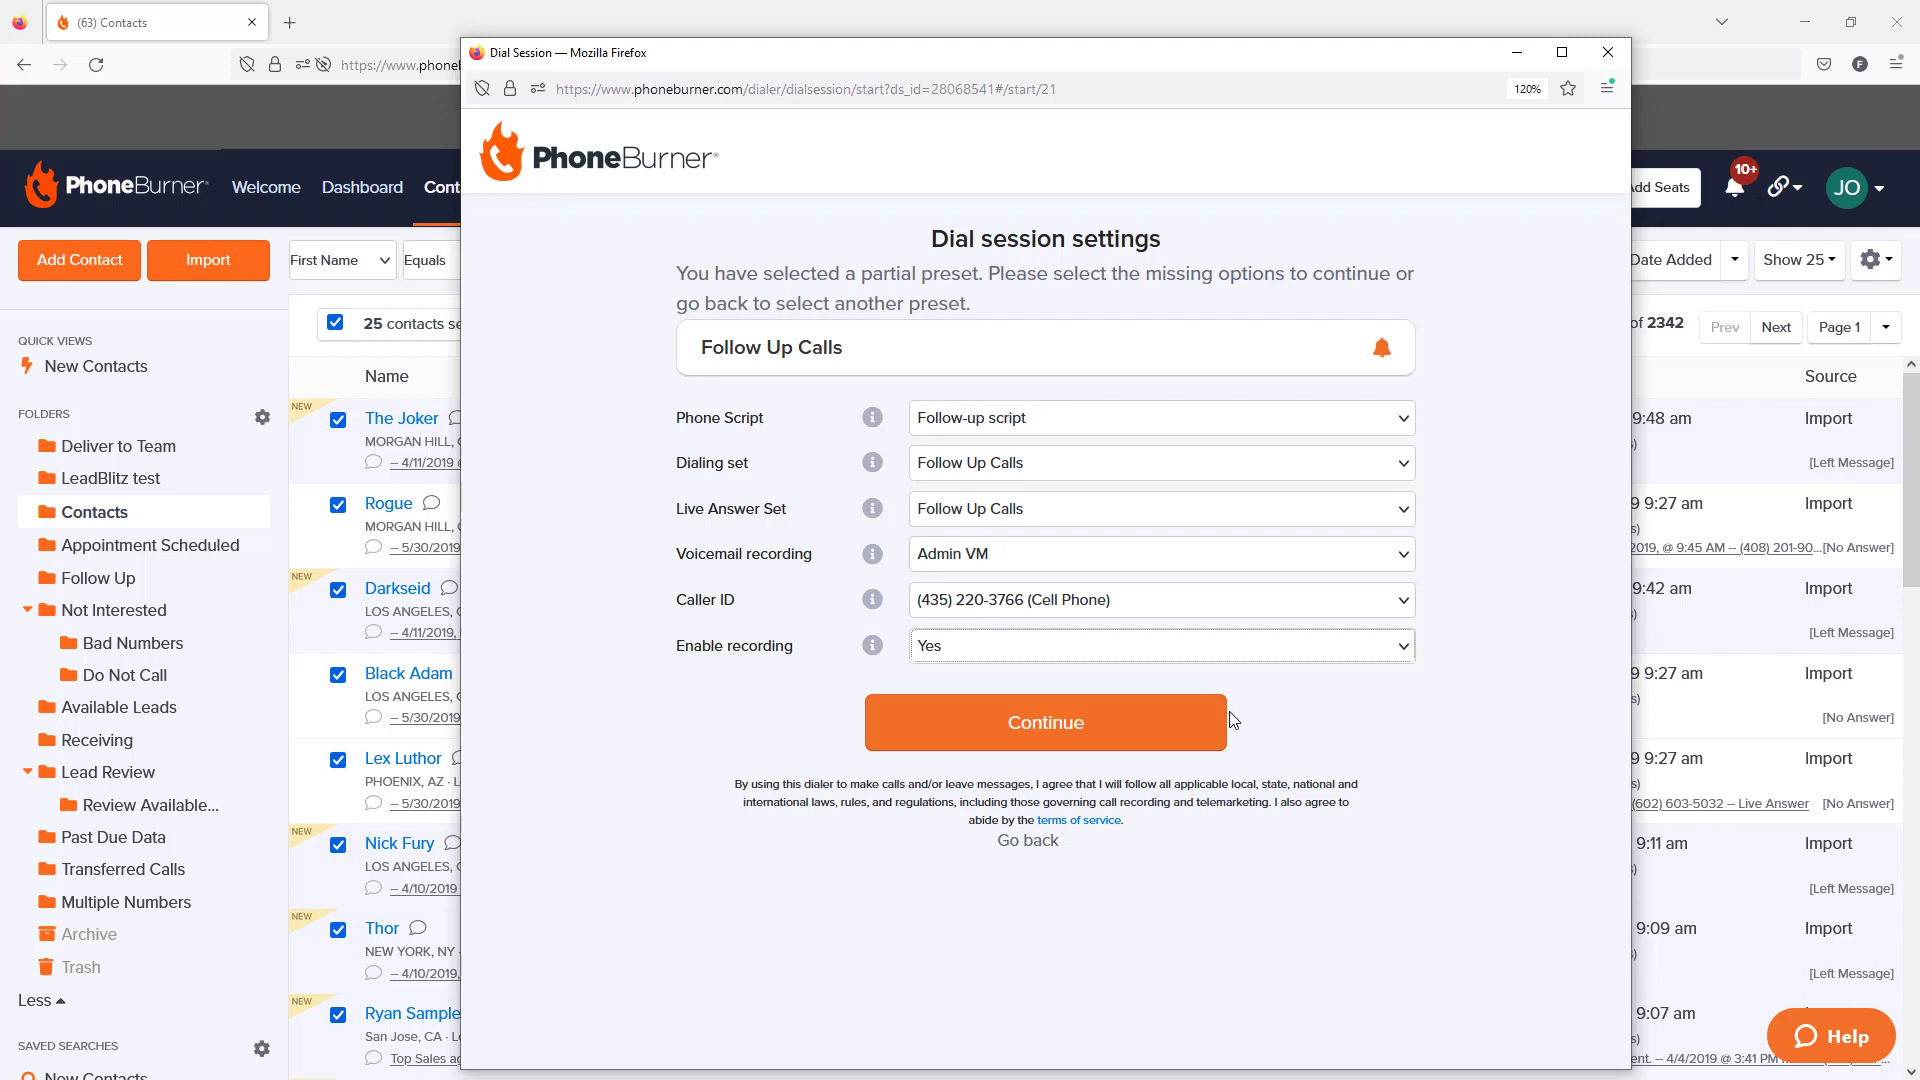 (63) Contacts
https://www.phone
Dial Session — Mozilla Firefox
https://www.phoneburner.com/dialer/dialsession/start?ds_id=28068541#/start/21
120%
F
PhoneBurner
Welcome
Dashboard
Cont
dd Seats
10+
JO
Add Contact
Import
First Name
Equals
Date Added
Show 25
QUICK VIEWS
New Contacts
FOLDERS
Deliver to Team
LeadBlitz test
Contacts
Appointment Scheduled
Follow Up
Not Interested
Bad Numbers
Do Not Call
Available Leads
Receiving
Lead Review
Review Available...
Past Due Data
Transferred Calls
Multiple Numbers
Archive
Trash
Less
SAVED SEARCHES
New Contacts
25 contacts se
of 2342
Prev
Next
Page 1
Name
Source
NEW
The Joker
MORGAN HILL, C
-- 4/11/2019 @
Rogue
MORGAN HILL, C
-- 5/30/2019
NEW
Darkseid
LOS ANGELES, C
-- 4/11/2019,
Black Adam
LOS ANGELES, C
-- 5/30/2019
Lex Luthor
PHOENIX, AZ · L
-- 5/30/2019
NEW
Nick Fury
LOS ANGELES, C
-- 4/10/2019
NEW
Thor
NEW YORK, NY
-- 4/10/2019,
NEW
Ryan Sample
San Jose, CA · L
Top Sales ag
PhoneBurner®
Dial session settings
You have selected a partial preset. Please select the missing options to continue or
go back to select another preset.
Follow Up Calls
Phone Script
Follow-up script
Dialing set
Follow Up Calls
Live Answer Set
Follow Up Calls
Voicemail recording
Admin VM
Caller ID
(435) 220-3766 (Cell Phone)
Enable recording
Yes
Continue
By using this dialer to make calls and/or leave messages, I agree that I will follow all applicable local, state, national and
international laws, rules, and regulations, including those governing call recording and telemarketing. I also agree to
abide by the terms of service.
Go back
9:48 am
Import
[Left Message]
9 9:27 am
Import
2019, @ 9:45 AM -- (408) 201-90...[No Answer]
9:42 am
Import
[Left Message]
9 9:27 am
Import
[No Answer]
9 9:27 am
Import
(602) 603-5032 -- Live Answer [No Answer]
9:11 am
Import
[Left Message]
9:09 am
Import
[Left Message]
9:07 am
ent. -- 4/4/2019 @ 3:41 PM
Help